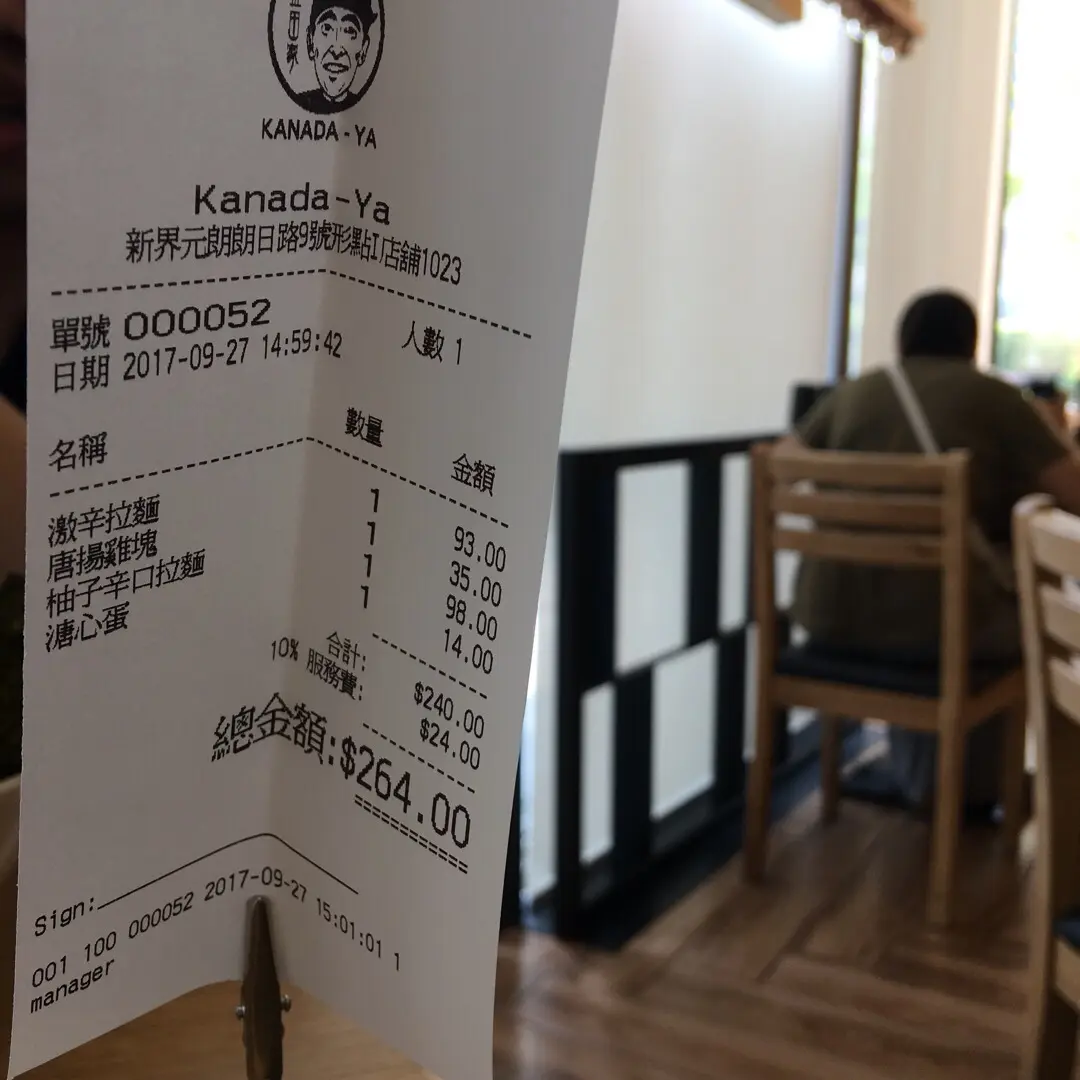 金田家
KANADA-YA
Kanada-Ya
新界元朗朗日路9號形點I店舖1023
單號 000052 人數 1
日期 2017-09-27 14:59:42
名稱 數量 金額
激辛拉麵 1 93.00
唐揚雞塊 1 35.00
柚子辛口拉麵 1 98.00
溏心蛋 1 14.00
合計: $240.00
10% 服務費: $24.00
總金額:$264.00
Sign:
001 100 000052 2017-09-27 15:01:01 1
manager